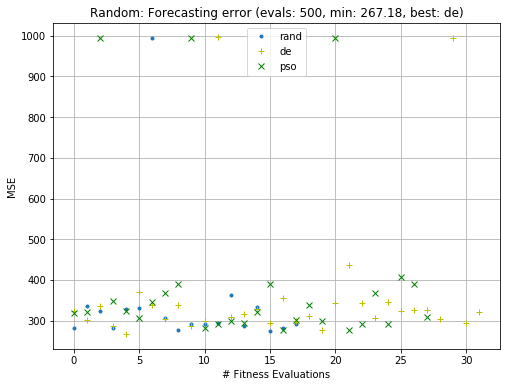 Random: Forecasting error (evals: 500, min: 267.18, best: de)
1000
900
800
700
600
500
400
300
MSE
rand
de
pso
0 5 10 15 20 25 30
# Fitness Evaluations